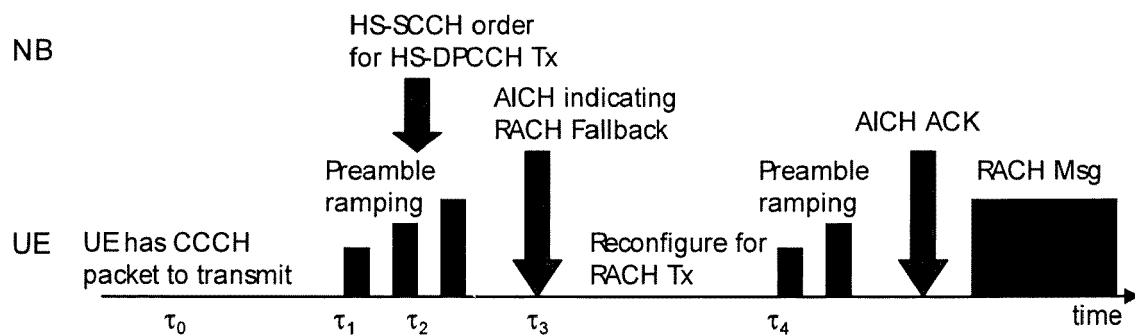 NB
HS-SCCH order
for HS-DPCCH Tx
AICH indicating
RACH Fallback
AICH ACK
Preamble
ramping
Preamble
ramping
RACH Msg
UE
UE has CCCH
packet to transmit
Reconfigure for
RACH Tx
time
τ0
τ1
τ2
τ3
τ4